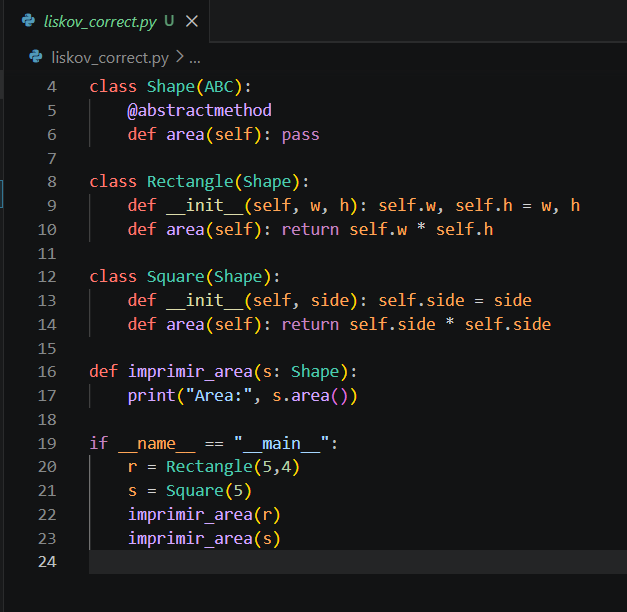 liskov_correct.py U ×
liskov_correct.py > ...
4 class Shape(ABC):
5     @abstractmethod
6     def area(self): pass
7
8 class Rectangle(Shape):
9     def __init__(self, w, h): self.w, self.h = w, h
10     def area(self): return self.w * self.h
11
12 class Square(Shape):
13     def __init__(self, side): self.side = side
14     def area(self): return self.side * self.side
15
16 def imprimir_area(s: Shape):
17     print("Area:", s.area())
18
19 if __name__ == "__main__":
20     r = Rectangle(5,4)
21     s = Square(5)
22     imprimir_area(r)
23     imprimir_area(s)
24